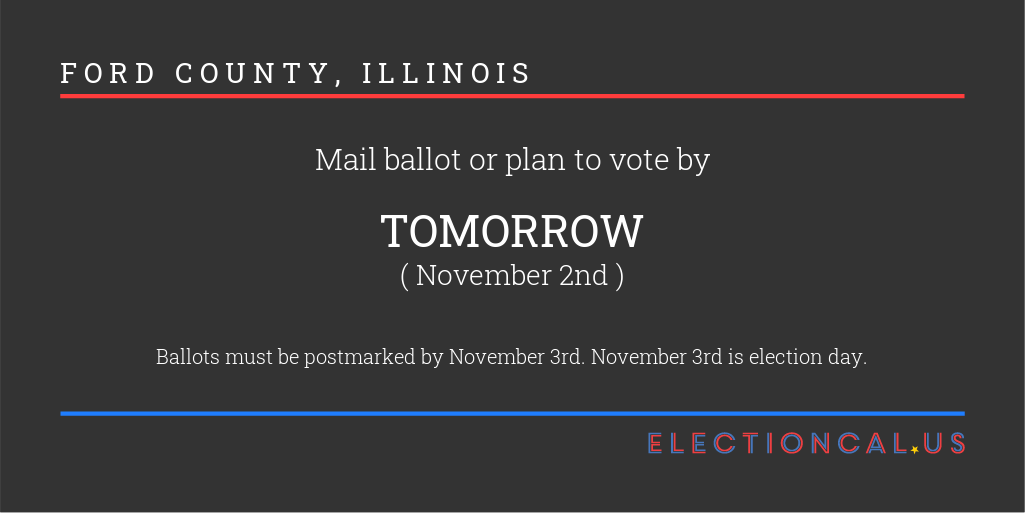 FORD COUNTY, ILLINOIS
Mail ballot or plan to vote by
TOMORROW
( November 2nd )
Ballots must be postmarked by November 3rd. November 3rd is election day.
ELECTIONCAL★US